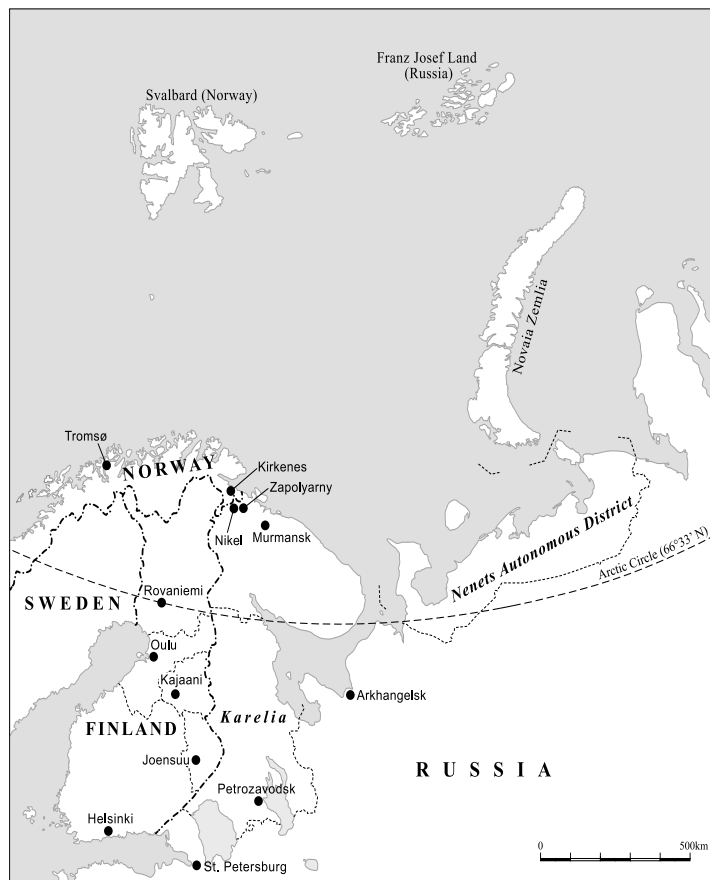 Franz Josef Land
(Russia)
Svalbard (Norway)
Novaia Zemlia
Tromsø
NORWAY
Kirkenes
Zapolyarny
Nikel
Murmansk
Nenets Autonomous District
Arctic Circle (66°33' N)
Rovaniemi
SWEDEN
Oulu
Kajaani
Arkhangelsk
Karelia
FINLAND
Joensuu
RUSSIA
Petrozavodsk
Helsinki
0
500km
St. Petersburg